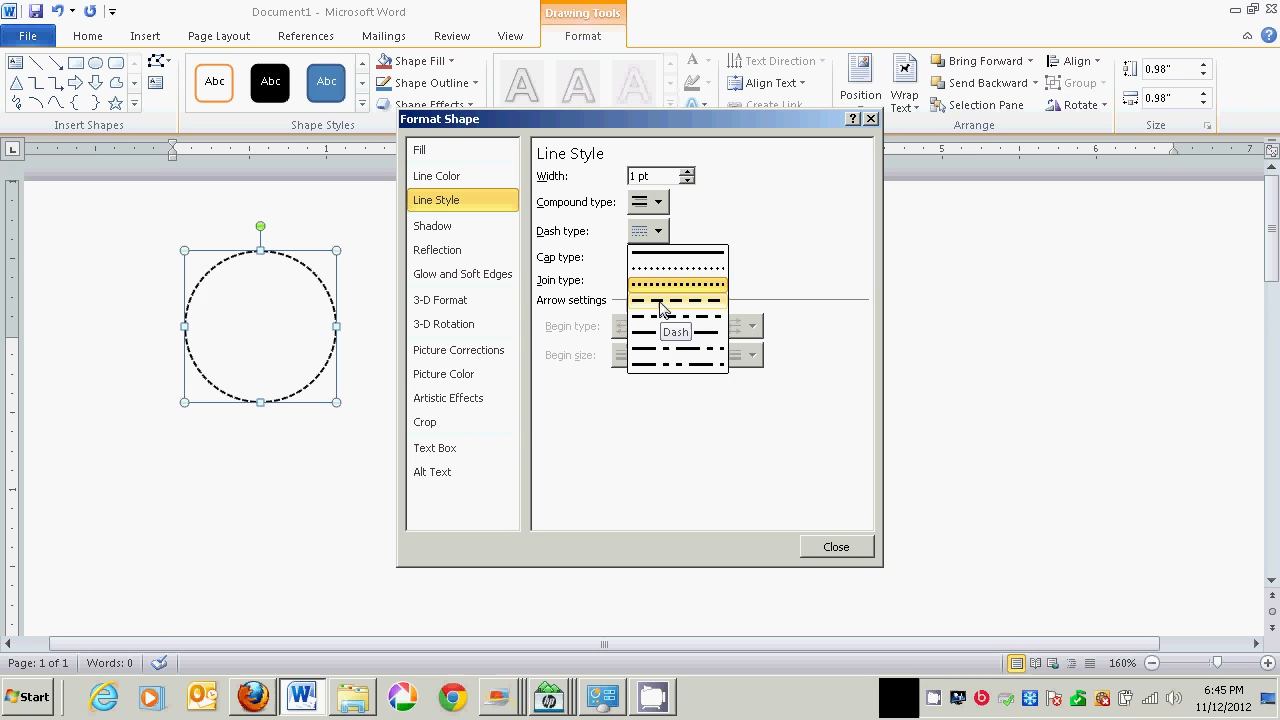 Document1 - Microsoft Word
Drawing Tools
File Home Insert Page Layout References Mailings Review View Format
Abc Abc Abc
Shape Fill
Shape Outline
Shape Effects
A A A
Text Direction
Align Text
Create Link
Position
Wrap
Text
Bring Forward
Send Backward
Selection Pane
Align
Group
Rotate
0.98"
0.98"
Insert Shapes Shape Styles Arrange Size
1 5 6 7
Format Shape
Fill
Line Color
Line Style
Shadow
Reflection
Glow and Soft Edges
3-D Format
3-D Rotation
Picture Corrections
Picture Color
Artistic Effects
Crop
Text Box
Alt Text
Line Style
Width: 1 pt
Compound type:
Dash type:
Cap type:
Join type:
Arrow settings
Begin type:
Dash
Begin size:
Close
1
Page: 1 of 1 Words: 0 160%
Start
6:45 PM
11/12/2012